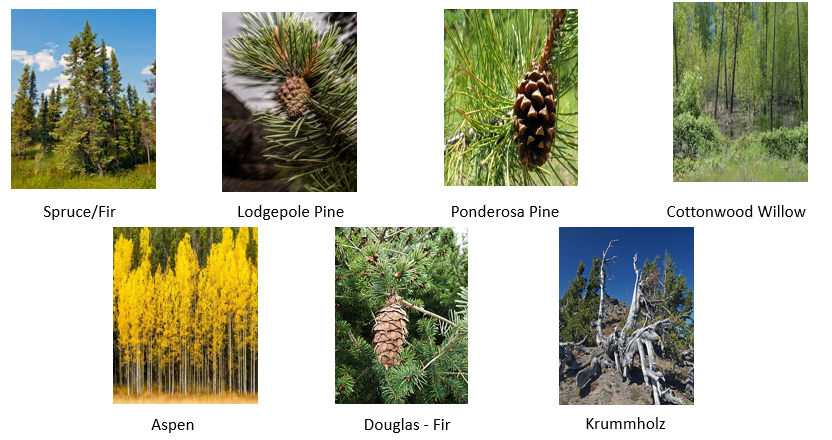 Spruce/Fir
Lodgepole Pine
Ponderosa Pine
Cottonwood Willow
Aspen
Douglas - Fir
Krummholz